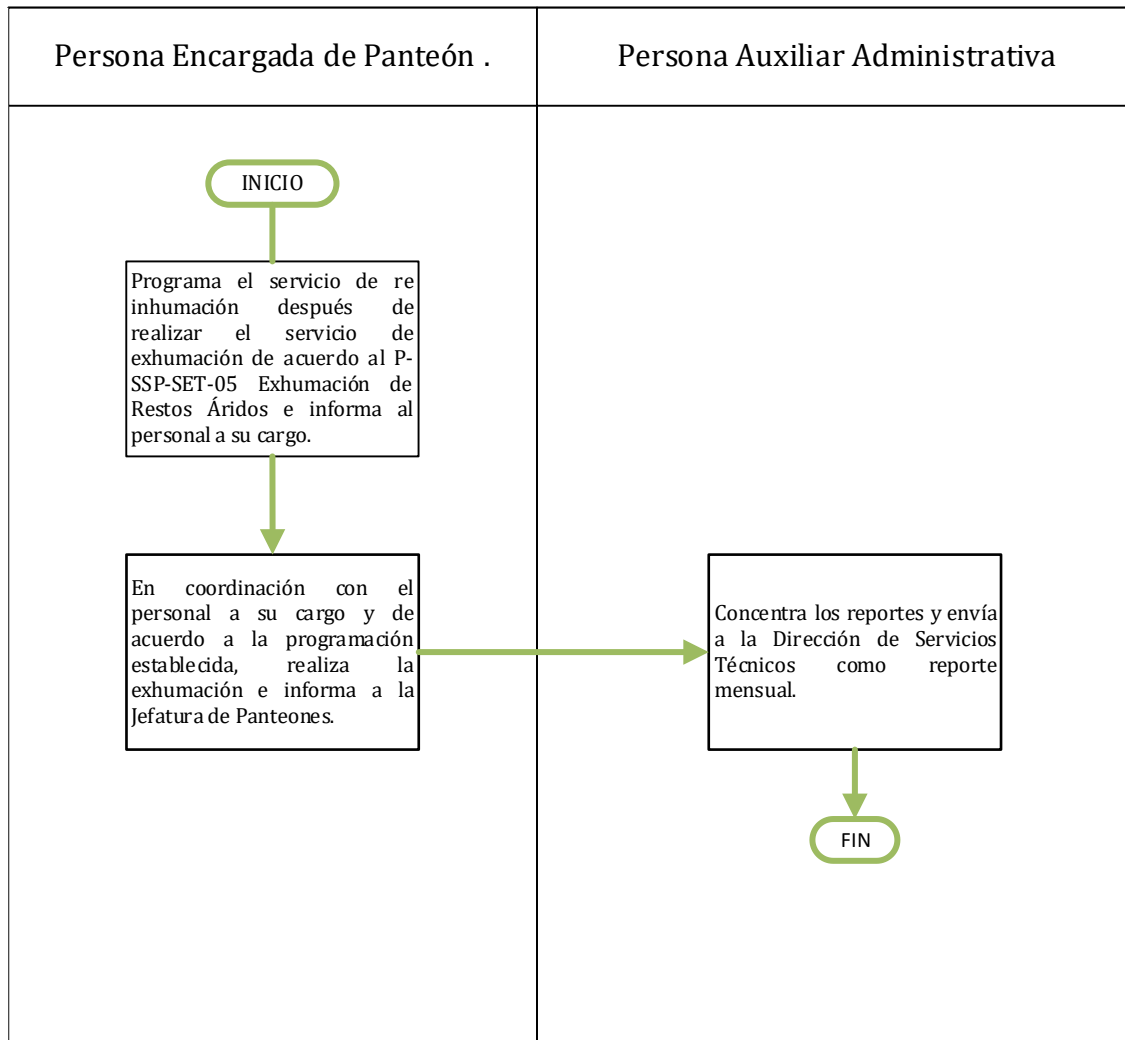 Persona Encargada de Panteón .
Persona Auxiliar Administrativa
INICIO
Programa el servicio de re
inhumación después de
realizar el servicio de
exhumación de acuerdo al P-
SSP-SET-05 Exhumación de
Restos Áridos e informa al
personal a su cargo.
En coordinación con el
personal a su cargo y de
acuerdo a la programación
establecida, realiza la
exhumación e informa a la
Jefatura de Panteones.
Concentra los reportes y envía
a la Dirección de Servicios
Técnicos como reporte
mensual.
FIN